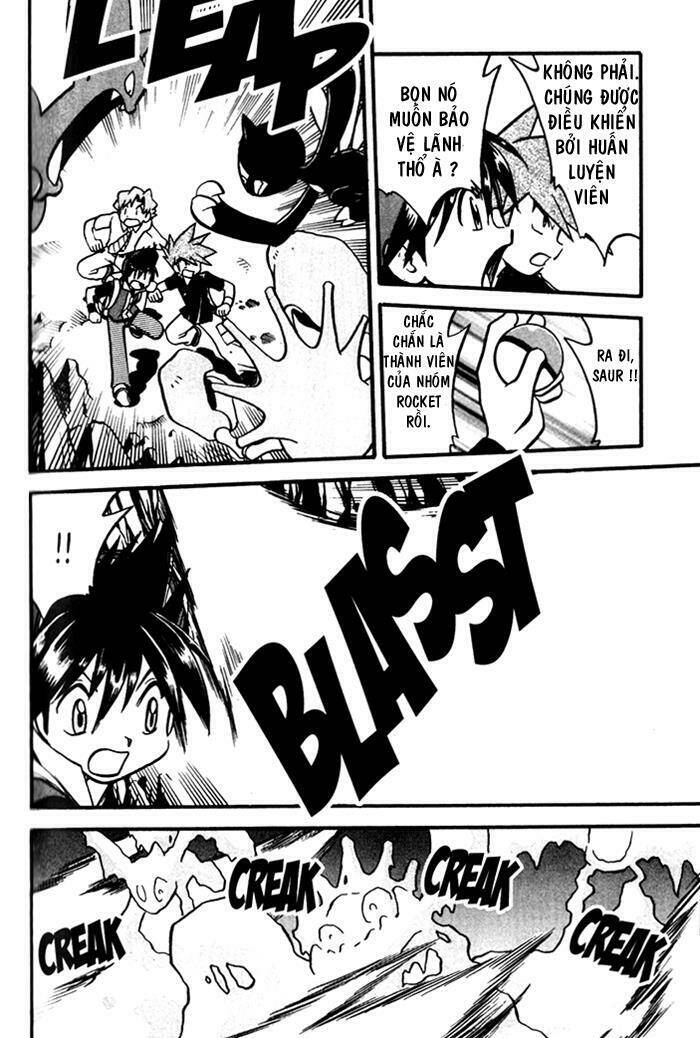 LEAP
KHÔNG PHẢI.
CHÚNG ĐƯỢC
ĐIỀU KHIỂN
BỞI HUẤN
LUYỆN
VIÊN
BỌN NÓ
MUỐN BẢO
VỆ LÃNH
THỔ À ?
RA ĐI,
SAUR !!
CHẮC
CHẮN LÀ
THÀNH VIÊN
CỦA NHÓM
ROCKET
RỒI.
!!
BLASST
CREAK
CREAK
CREAK
CREAK